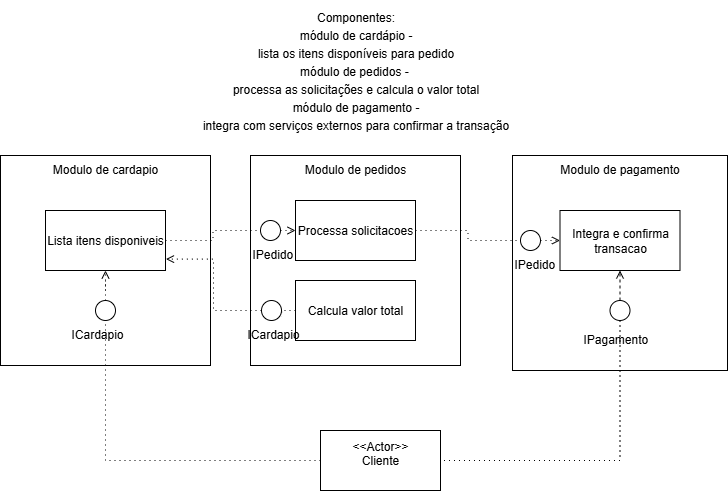 Componentes:
módulo de cardápio -
lista os itens disponíveis para pedido
módulo de pedidos -
processa as solicitações e calcula o valor total
módulo de pagamento -
integra com serviços externos para confirmar a transação
Modulo de cardapio
Modulo de pedidos
Modulo de pagamento
Lista itens disponiveis
Processa solicitacoes
Integra e confirma
transacao
IPedido
IPedido
Calcula valor total
ICardapio
ICardapio
IPagamento
<<Actor>>
Cliente